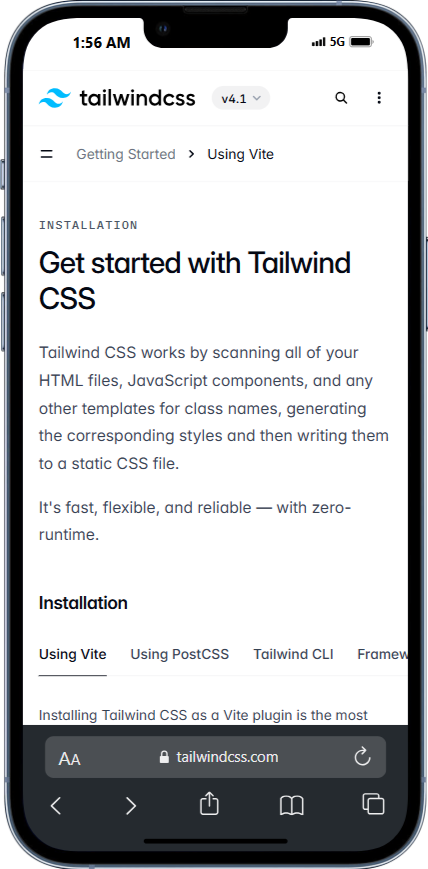 1:56 AM
5G
tailwindcss
v4.1
Getting Started
Using Vite
INSTALLATION
Get started with Tailwind
CSS
Tailwind CSS works by scanning all of your
HTML files, JavaScript components, and any
other templates for class names, generating
the corresponding styles and then writing them
to a static CSS file.
It's fast, flexible, and reliable — with zero-
runtime.
Installation
Using Vite
Using PostCSS
Tailwind CLI
Framew
Installing Tailwind CSS as a Vite plugin is the most
AA
tailwindcss.com